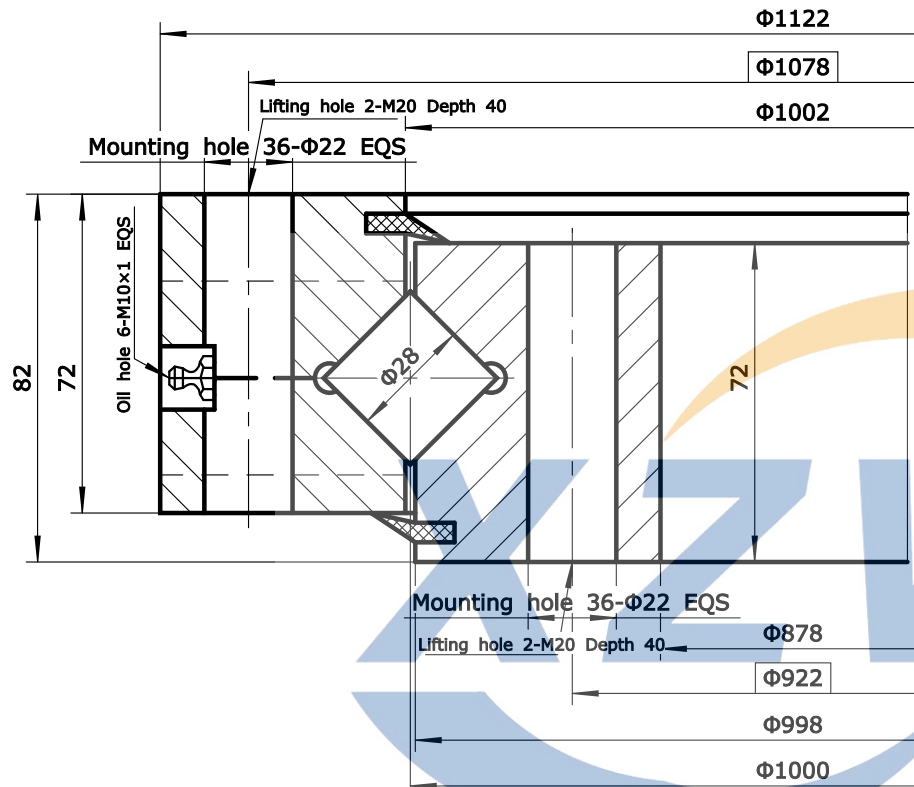 Φ1122
Φ1078
Lifting hole 2-M20 Depth 40
Φ1002
Mounting hole 36-Φ22 EQS
Oil hole 6-M10×1 EQS
82
72
Φ28
72
XZW
Mounting hole 36-Φ22 EQS
Lifting hole 2-M20 Depth 40
Φ878
Φ922
Φ998
Φ1000